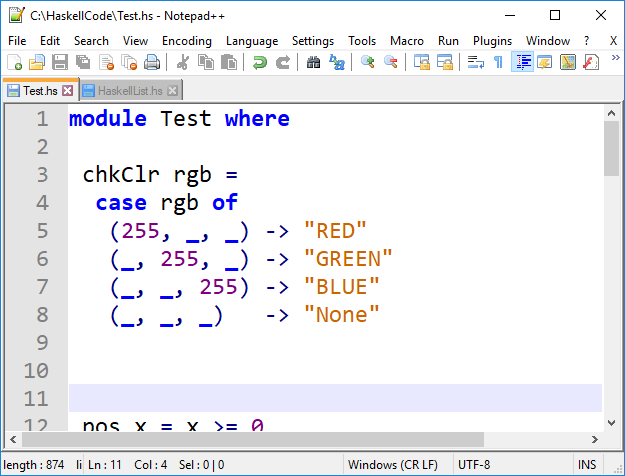 C:\HaskellCode\Test.hs - Notepad++
File Edit Search View Encoding Language Settings Tools Macro Run Plugins Window ? X
Test.hs HaskellList.hs
1 module Test where
2
3 chkClr rgb =
4 case rgb of
5 (255, _, _) -> "RED"
6 (_, 255, _) -> "GREEN"
7 (_, _, 255) -> "BLUE"
8 (_, _, _) -> "None"
9
10
11
12 pos x = x >= 0
length : 874 li Ln : 11 Col : 4 Sel : 0 | 0 Windows (CR LF) UTF-8 INS